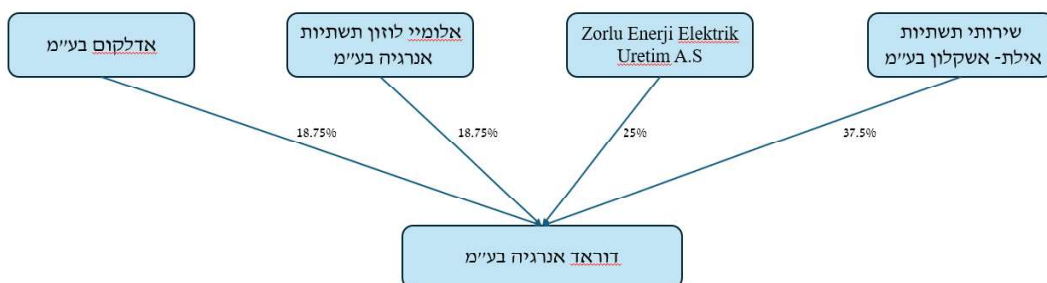 שירותי תשתיות
אילת- אשקלון בע"מ
Zorlu Enerji Elektrik
Uretim A.S
אלומיי לוזון תשתיות
אנרגיה בע"מ
אדלקום בע"מ
37.5%
25%
18.75%
18.75%
דוראד אנרגיה בע"מ